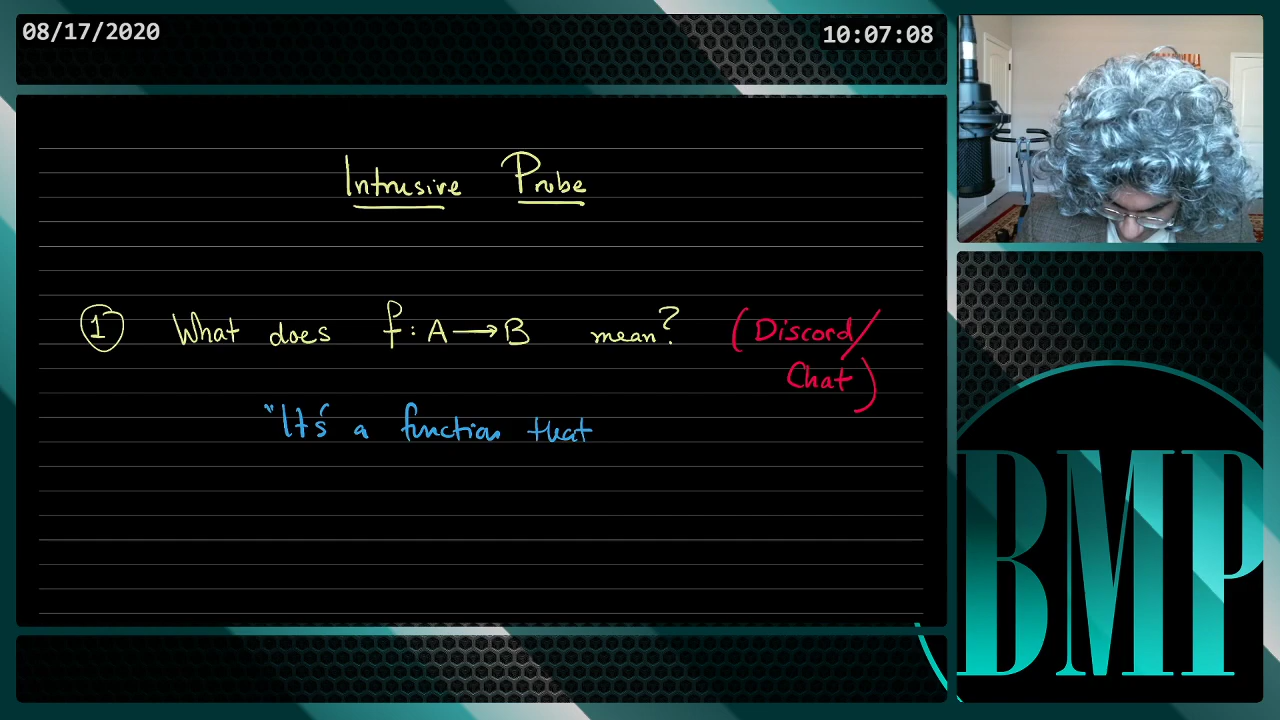 08/17/2020
10:07:08
Intrusive Probe
① What does f: A → B mean? (Discord/
Chat)
"It's a function that
BMP